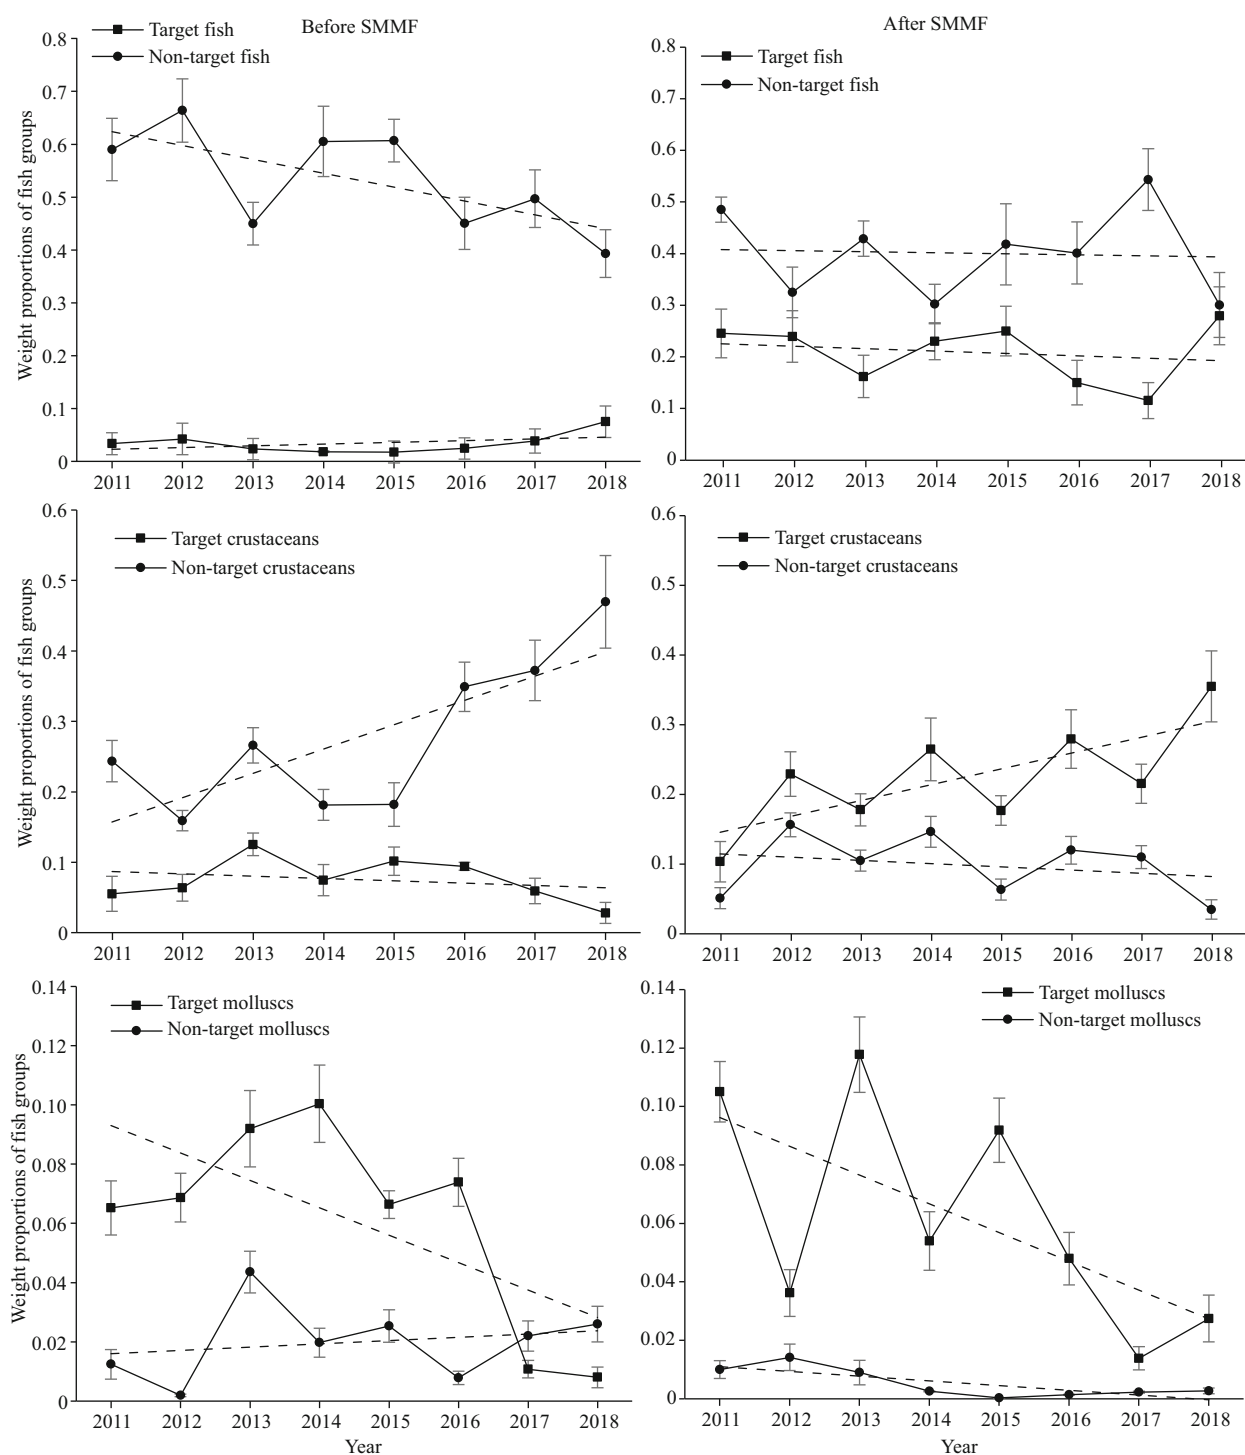 Before SMMF
Target fish
Non-target fish
0.8
0.7
0.6
0.5
0.4
0.3
0.2
0.1
0
Weight proportions of fish groups
2011 2012 2013 2014 2015 2016 2017 2018
After SMMF
Target fish
Non-target fish
0.8
0.7
0.6
0.5
0.4
0.3
0.2
0.1
0
2011 2012 2013 2014 2015 2016 2017 2018
Target crustaceans
Non-target crustaceans
0.6
0.5
0.4
0.3
0.2
0.1
0
Weight proportions of fish groups
2011 2012 2013 2014 2015 2016 2017 2018
Target crustaceans
Non-target crustaceans
0.6
0.5
0.4
0.3
0.2
0.1
0
2011 2012 2013 2014 2015 2016 2017 2018
Target molluscs
Non-target molluscs
0.14
0.12
0.10
0.08
0.06
0.04
0.02
0
Weight proportions of fish groups
2011 2012 2013 2014 2015 2016 2017 2018
Year
Target molluscs
Non-target molluscs
0.14
0.12
0.10
0.08
0.06
0.04
0.02
0
2011 2012 2013 2014 2015 2016 2017 2018
Year